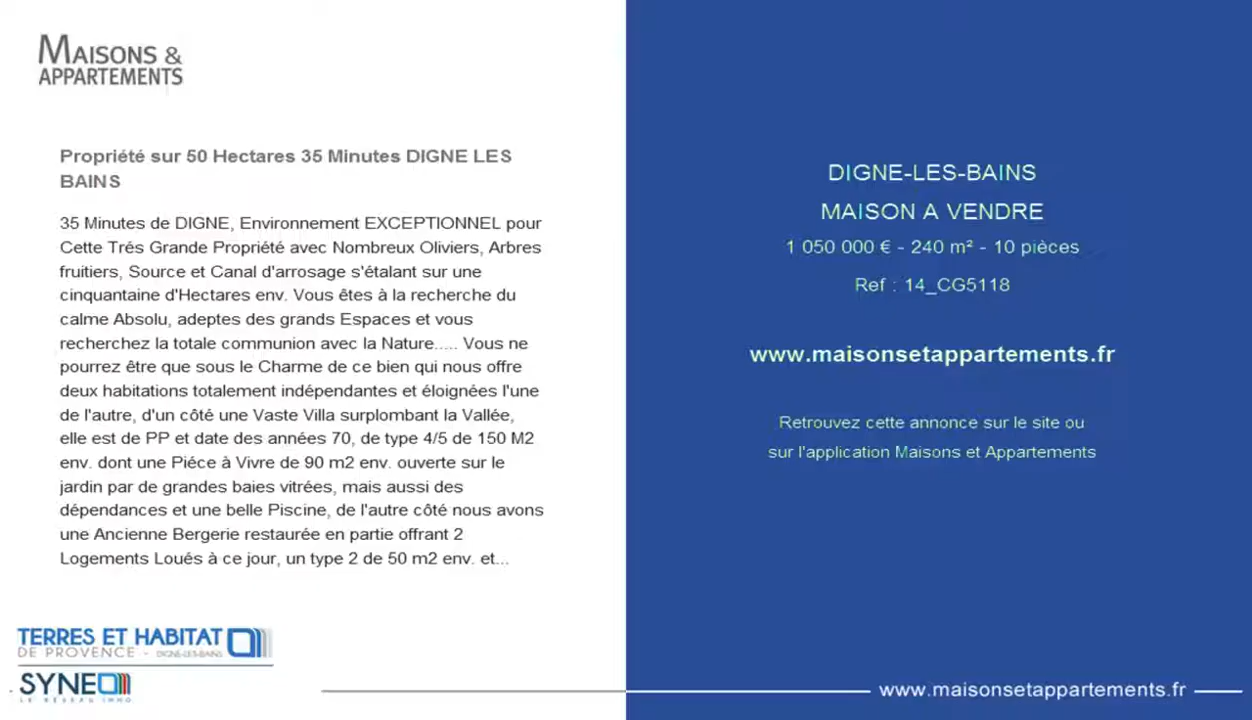 MAISONS &
APPARTEMENTS
Propriété sur 50 Hectares 35 Minutes DIGNE LES
BAINS
35 Minutes de DIGNE, Environnement EXCEPTIONNEL pour
Cette Trés Grande Propriété avec Nombreux Oliviers, Arbres
fruitiers, Source et Canal d'arrosage s'étalant sur une
cinquantaine d'Hectares env. Vous êtes à la recherche du
calme Absolu, adeptes des grands Espaces et vous
recherchez la totale communion avec la Nature..... Vous ne
pourrez être que sous le Charme de ce bien qui nous offre
deux habitations totalement indépendantes et éloignées l'une
de l'autre, d'un côté une Vaste Villa surplombant la Vallée,
elle est de PP et date des années 70, de type 4/5 de 150 M2
env. dont une Piéce à Vivre de 90 m2 env. ouverte sur le
jardin par de grandes baies vitrées, mais aussi des
dépendances et une belle Piscine, de l'autre côté nous avons
une Ancienne Bergerie restaurée en partie offrant 2
Logements Loués à ce jour, un type 2 de 50 m2 env. et...
TERRES ET HABITAT
DE PROVENCE - DIGNE-LES-BAINS
SYNEO
LE RÉSEAU IMMO
DIGNE-LES-BAINS
MAISON A VENDRE
1 050 000 € - 240 m² - 10 pièces
Ref : 14_CG5118
www.maisonsetappartements.fr
Retrouvez cette annonce sur le site ou
sur l'application Maisons et Appartements
www.maisonsetappartements.fr